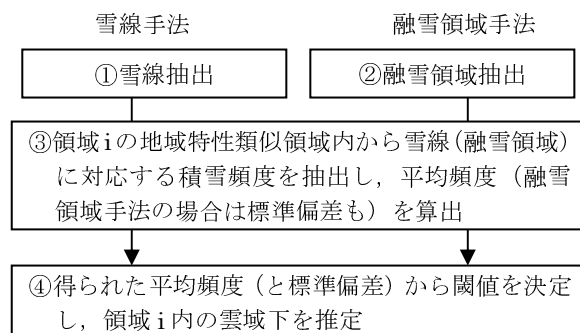 雪線手法
融雪領域手法
①雪線抽出
②融雪領域抽出
③領域iの地域特性類似領域内から雪線(融雪領域)
に対応する積雪頻度を抽出し，平均頻度（融雪
領域手法の場合は標準偏差も）を算出
④得られた平均頻度（と標準偏差）から閾値を決定
し，領域i内の雲域下を推定